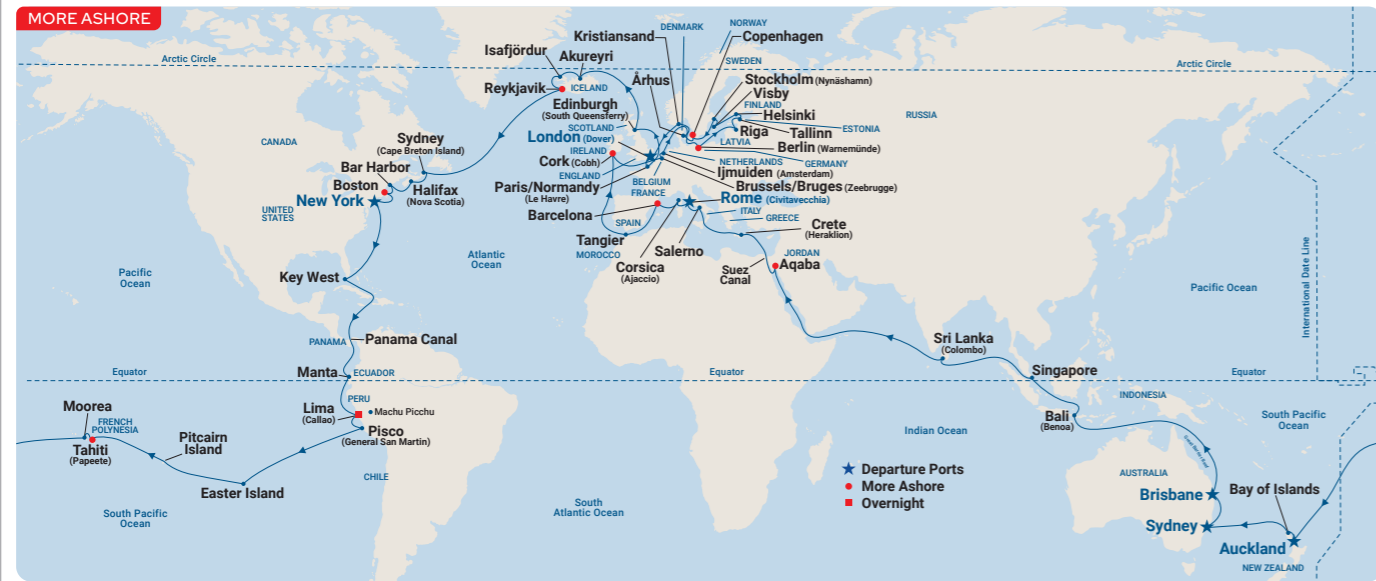 MORE ASHORE
Arctic Circle
Arctic Circle
Isafjördur
Akureyri
Reykjavik
ICELAND
Kristiansand
DENMARK
NORWAY
Copenhagen
SWEDEN
Århus
Stockholm (Nynäshamn)
Visby
FINLAND
Helsinki
Tallinn
ESTONIA
Riga
LATVIA
Berlin (Warnemünde)
GERMANY
RUSSIA
Edinburgh
(South Queensferry)
SCOTLAND
London (Dover)
IRELAND
Cork (Cobh)
ENGLAND
NETHERLANDS
Ijmuiden (Amsterdam)
BELGIUM
Brussels/Bruges (Zeebrugge)
Paris/Normandy
(Le Havre)
FRANCE
Rome (Civitavecchia)
Barcelona
SPAIN
ITALY
GREECE
Tangier
MOROCCO
Corsica
(Ajaccio)
Salerno
Crete
(Heraklion)
Suez
Canal
JORDAN
Aqaba
CANADA
Sydney
(Cape Breton Island)
Bar Harbor
Boston
Halifax
(Nova Scotia)
New York
UNITED
STATES
Atlantic
Ocean
Pacific
Ocean
Key West
PANAMA
Panama Canal
Manta
ECUADOR
Equator
Equator
Equator
PERU
Lima
(Callao)
Machu Picchu
Pisco
(General San Martin)
CHILE
Moorea
FRENCH
POLYNESIA
Tahiti
(Papeete)
Pitcairn
Island
Easter Island
South Pacific
Ocean
South
Atlantic Ocean
Indian Ocean
Sri Lanka
(Colombo)
Singapore
INDONESIA
Bali
(Benoa)
Pacific Ocean
International Date Line
South Pacific
Ocean
Great Barrier Reef
AUSTRALIA
Brisbane
Sydney
Bay of Islands
Auckland
NEW ZEALAND
Departure Ports
More Ashore
Overnight